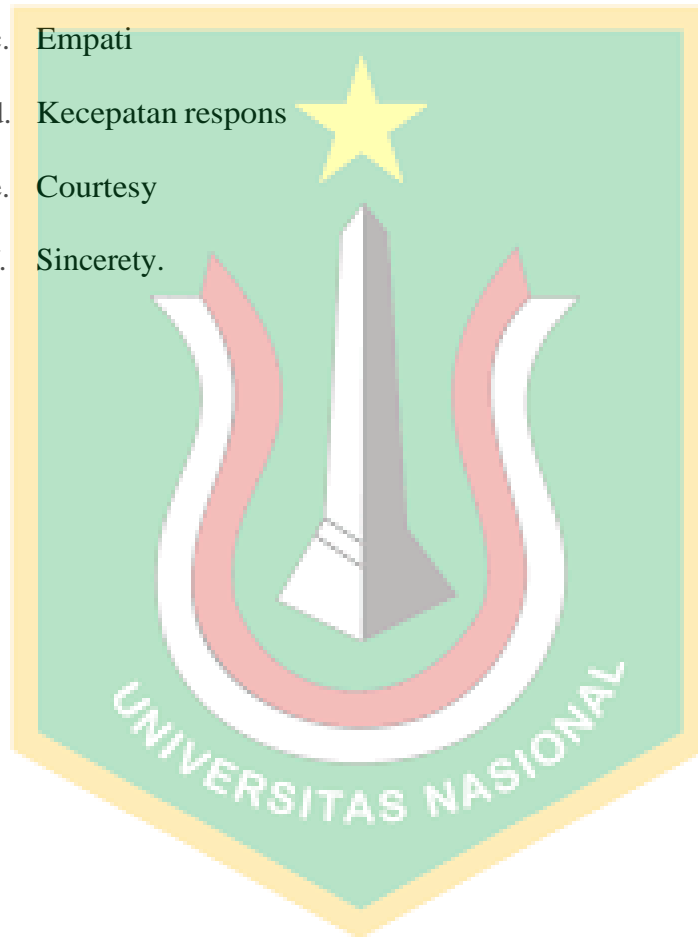 c. Empati
d. Kecepatan respons
e. Courtesy
f. Sincerety.
UNIVERSITAS NASIONAL